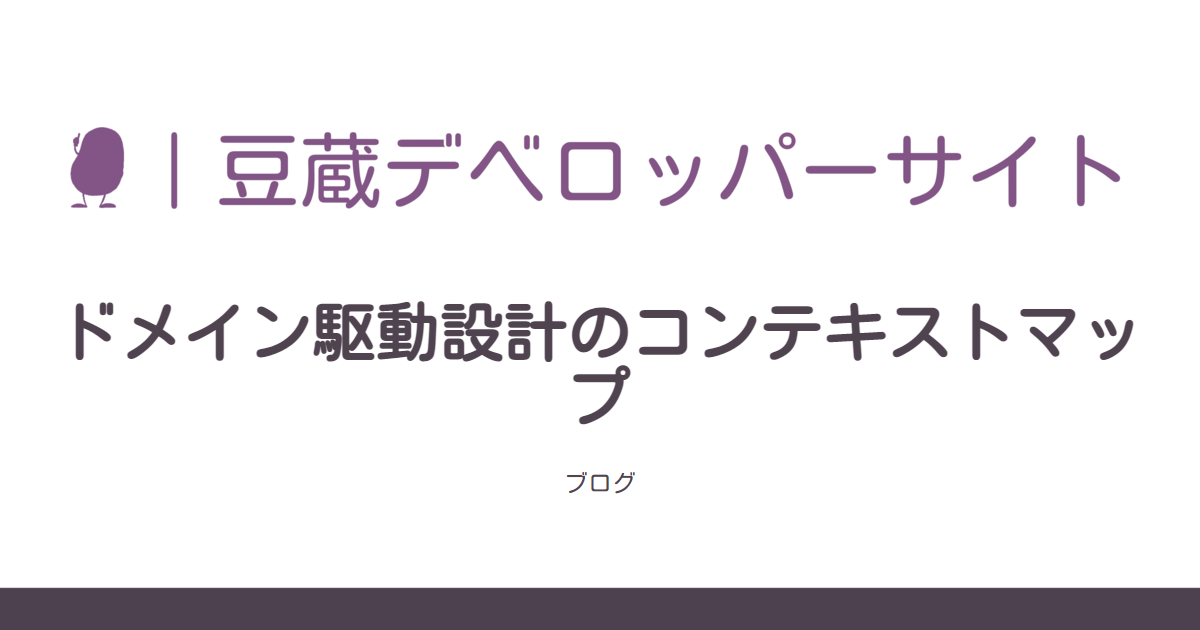 ｜豆蔵デベロッパーサイト
ドメイン駆動設計のコンテキストマッ
プ
ブログ